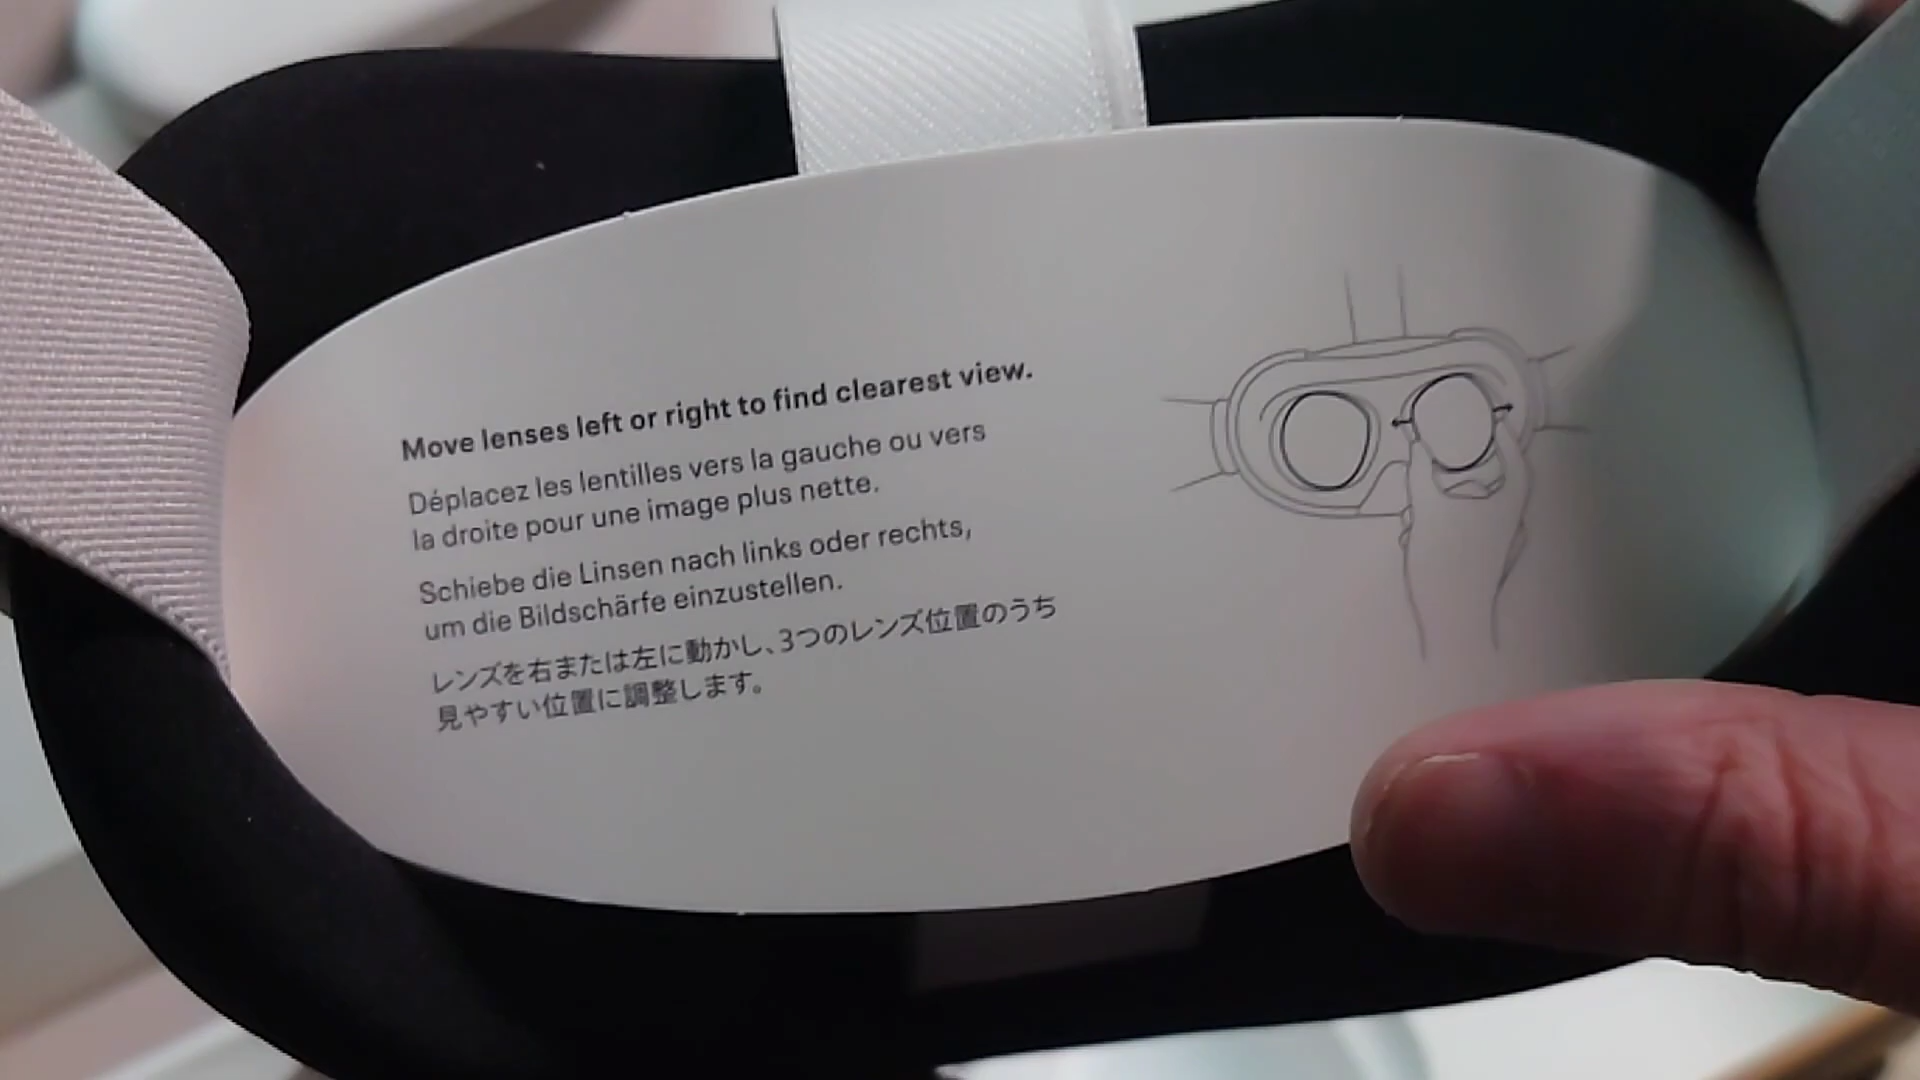 Move lenses left or right to find clearest view.
Déplacez les lentilles vers la gauche ou vers
la droite pour une image plus nette.
Schiebe die Linsen nach links oder rechts,
um die Bildschärfe einzustellen.
レンズを右または左に動かし、3つのレンズ位置のうち
見やすい位置に調整します。